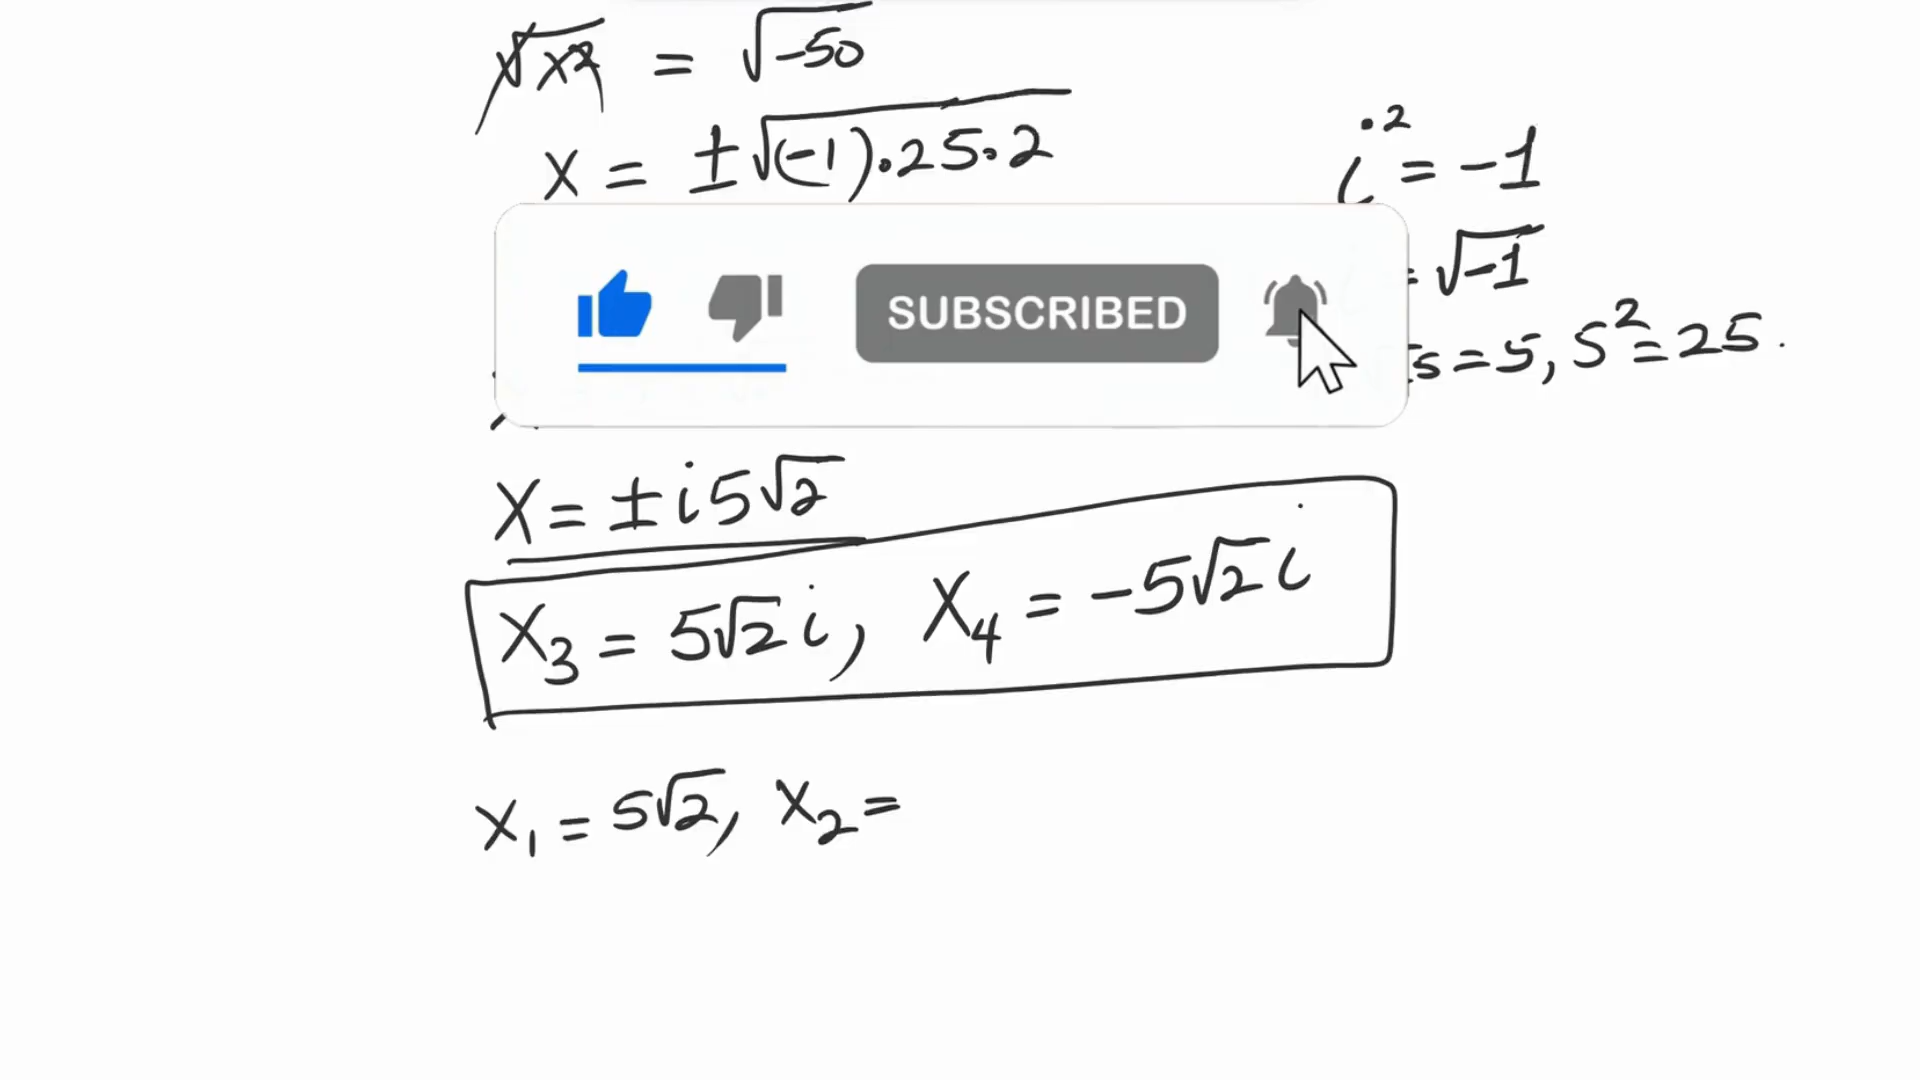 √x² = √-50
x = ±√(-1).25.2
i² = -1
= √-1
SUBSCRIBED
s = 5, 5² = 25.
X = ±i5√2
X₃ = 5√2 i, X₄ = -5√2 i
X₁ = 5√2, X₂ =